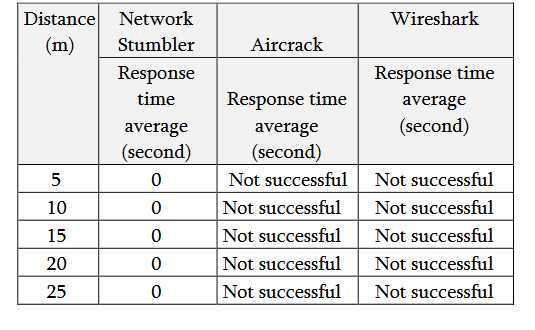 Distance (m) Network Stumbler Aircrack Wireshark
Response time average (second) Response time average (second) Response time average (second)
5 0 Not successful Not successful
10 0 Not successful Not successful
15 0 Not successful Not successful
20 0 Not successful Not successful
25 0 Not successful Not successful